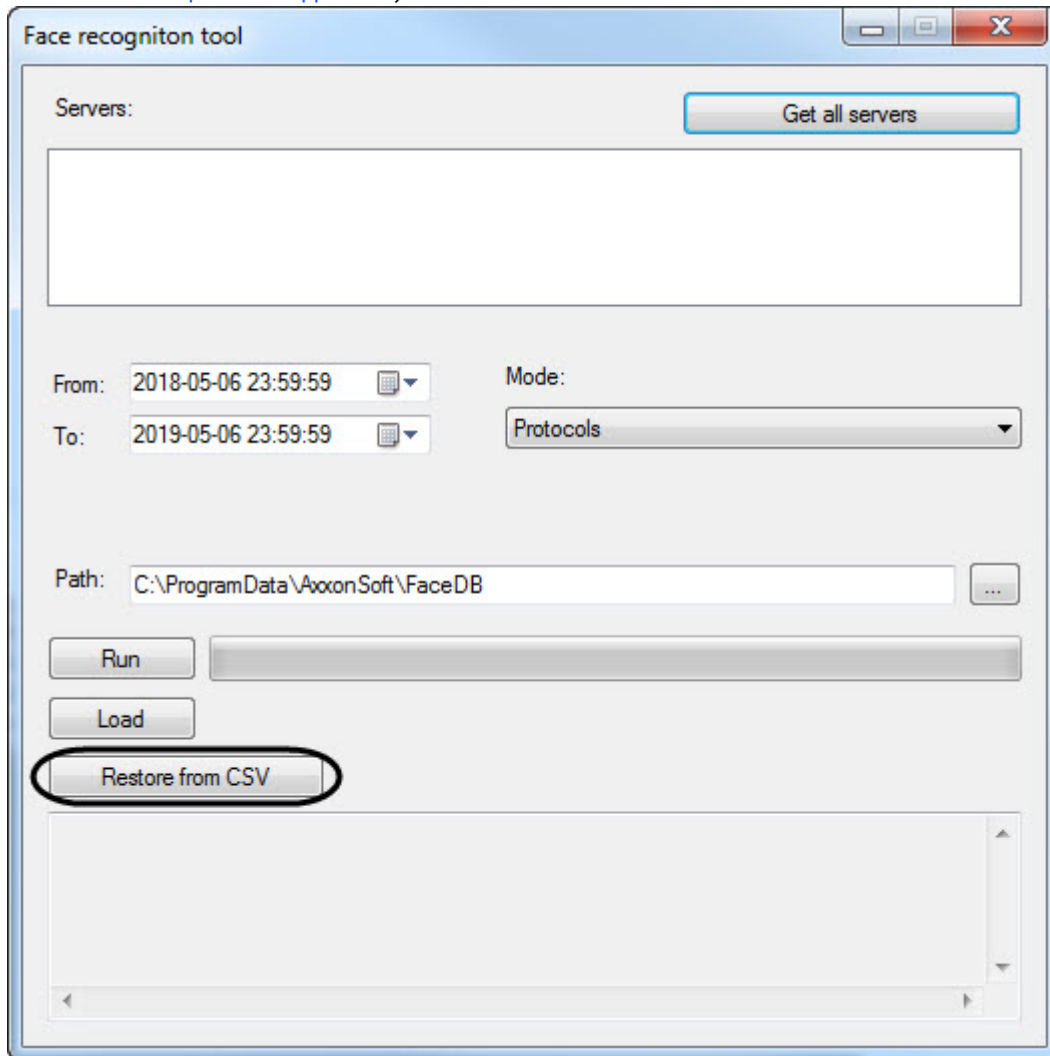 Face recogniton tool
Servers:
Get all servers
From:
2018-05-06 23:59:59
Mode:
To:
2019-05-06 23:59:59
Protocols
Path:
C:\ProgramData\AxxonSoft\FaceDB
...
Run
Load
Restore from CSV